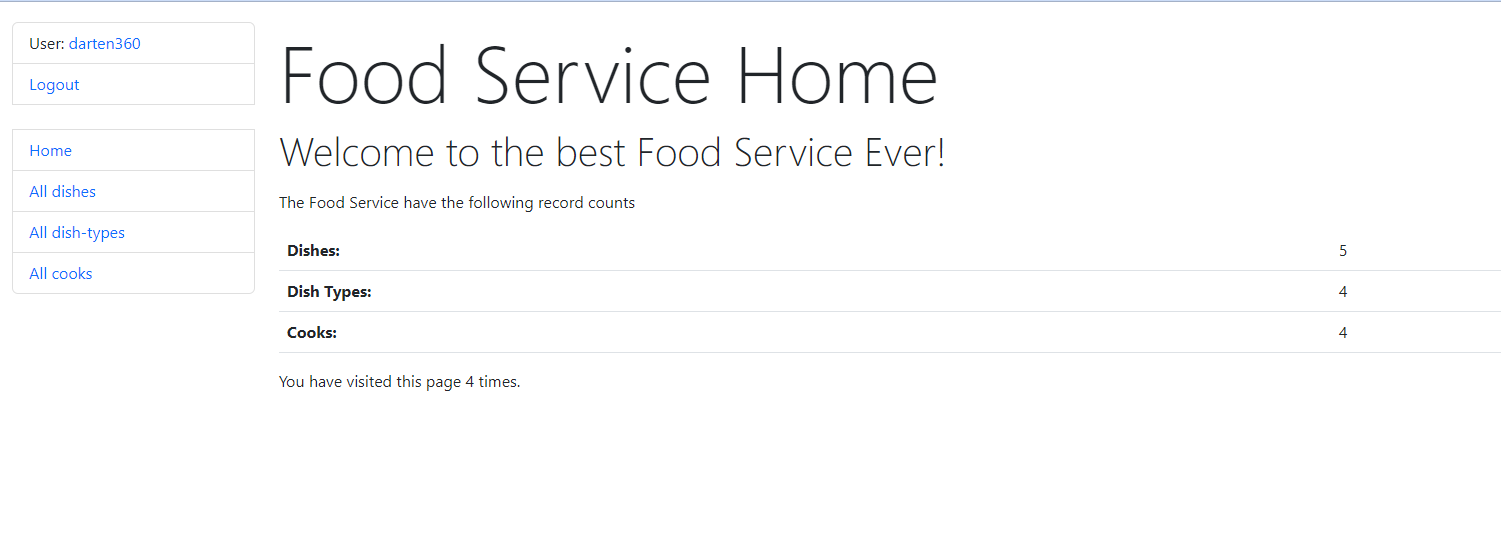 User: darten360
Logout
Home
All dishes
All dish-types
All cooks
Food Service Home
Welcome to the best Food Service Ever!
The Food Service have the following record counts
Dishes: 5
Dish Types: 4
Cooks: 4
You have visited this page 4 times.